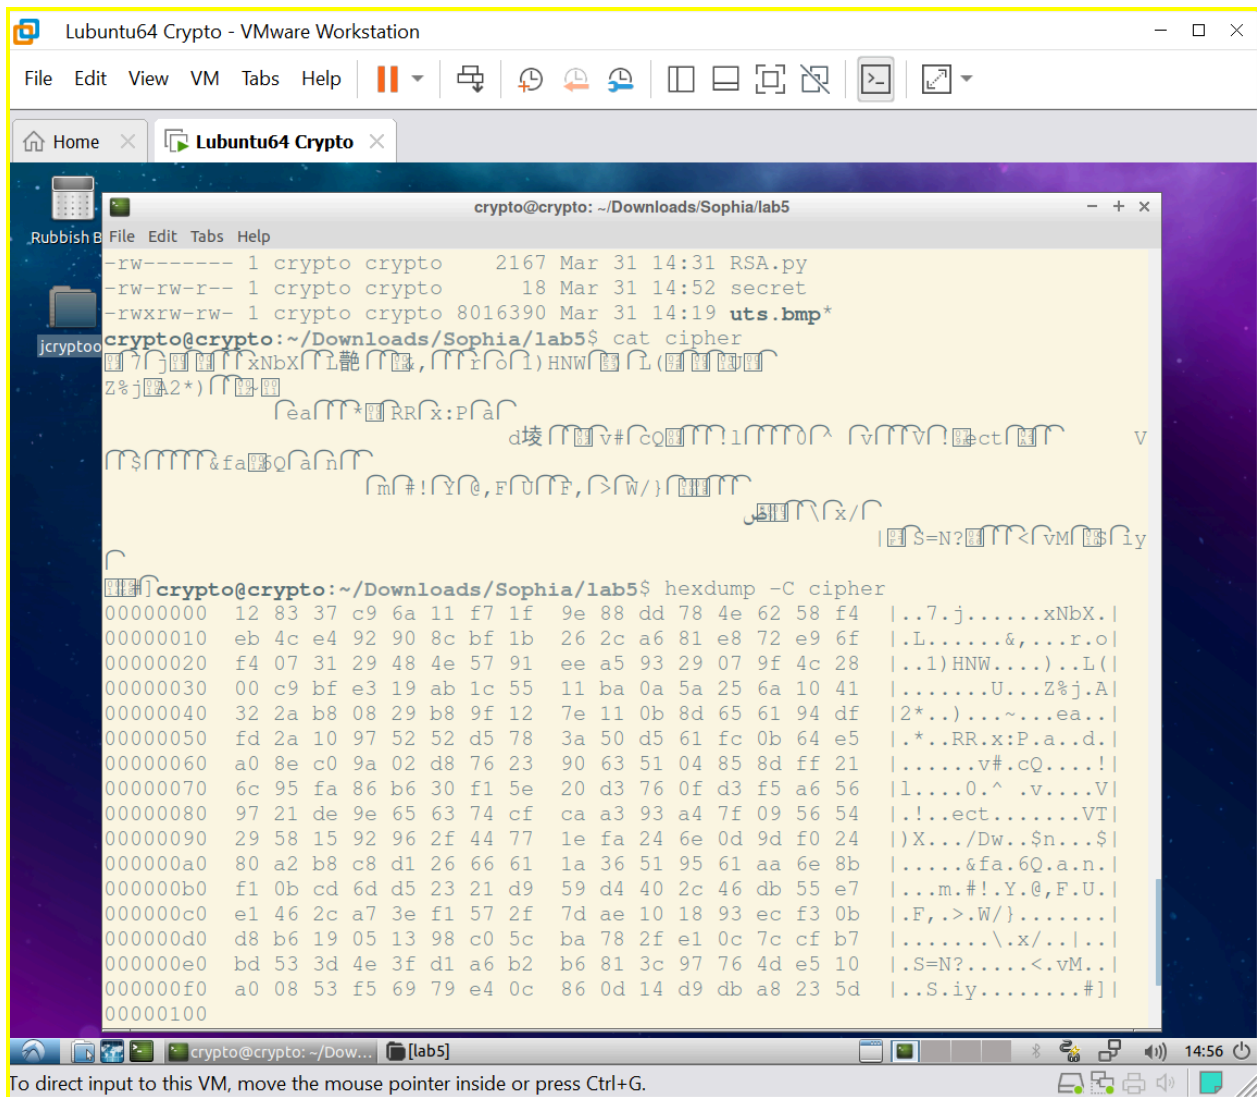 Lubuntu64 Crypto - VMware Workstation
File Edit View VM Tabs Help
Home
Lubuntu64 Crypto
Rubbish B
jcryptoo
crypto@crypto: ~/Downloads/Sophia/lab5
File Edit Tabs Help
-rw------- 1 crypto crypto 2167 Mar 31 14:31 RSA.py
-rw-rw-r-- 1 crypto crypto 18 Mar 31 14:52 secret
-rwxrw-rw- 1 crypto crypto 8016390 Mar 31 14:19 uts.bmp*
crypto@crypto:~/Downloads/Sophia/lab5$ cat cipher
crypto@crypto:~/Downloads/Sophia/lab5$ hexdump -C cipher
00000000 12 83 37 c9 6a 11 f7 1f 9e 88 dd 78 4e 62 58 f4 |..7.j......xNbX.|
00000010 eb 4c e4 92 90 8c bf 1b 26 2c a6 81 e8 72 e9 6f |.L......&,...r.o|
00000020 f4 07 31 29 48 4e 57 91 ee a5 93 29 07 9f 4c 28 |..1)HNW....)..L(|
00000030 00 c9 bf e3 19 ab 1c 55 11 ba 0a 5a 25 6a 10 41 |.......U...Z%j.A|
00000040 32 2a b8 08 29 b8 9f 12 7e 11 0b 8d 65 61 94 df |2*..)...~...ea..|
00000050 fd 2a 10 97 52 52 d5 78 3a 50 d5 61 fc 0b 64 e5 |.*..RR.x:P.a..d.|
00000060 a0 8e c0 9a 02 d8 76 23 90 63 51 04 85 8d ff 21 |......v#.cQ....!|
00000070 6c 95 fa 86 b6 30 f1 5e 20 d3 76 0f d3 f5 a6 56 |l....0.^ .v....V|
00000080 97 21 de 9e 65 63 74 cf ca a3 93 a4 7f 09 56 54 |.!..ect.......VT|
00000090 29 58 15 92 96 2f 44 77 1e fa 24 6e 0d 9d f0 24 |)X.../Dw..$n...$|
000000a0 80 a2 b8 c8 d1 26 66 61 1a 36 51 95 61 aa 6e 8b |.....&fa.6Q.a.n.|
000000b0 f1 0b cd 6d d5 23 21 d9 59 d4 40 2c 46 db 55 e7 |...m.#!.Y.@,F.U.|
000000c0 e1 46 2c a7 3e f1 57 2f 7d ae 10 18 93 ec f3 0b |.F,.>.W/}.......|
000000d0 d8 b6 19 05 13 98 c0 5c ba 78 2f e1 0c 7c cf b7 |.......\.x/..|..|
000000e0 bd 53 3d 4e 3f d1 a6 b2 b6 81 3c 97 76 4d e5 10 |.S=N?.....<.vM..|
000000f0 a0 08 53 f5 69 79 e4 0c 86 0d 14 d9 db a8 23 5d |..S.iy........#]|
00000100
crypto@crypto: ~/Dow... [lab5] 14:56
To direct input to this VM, move the mouse pointer inside or press Ctrl+G.